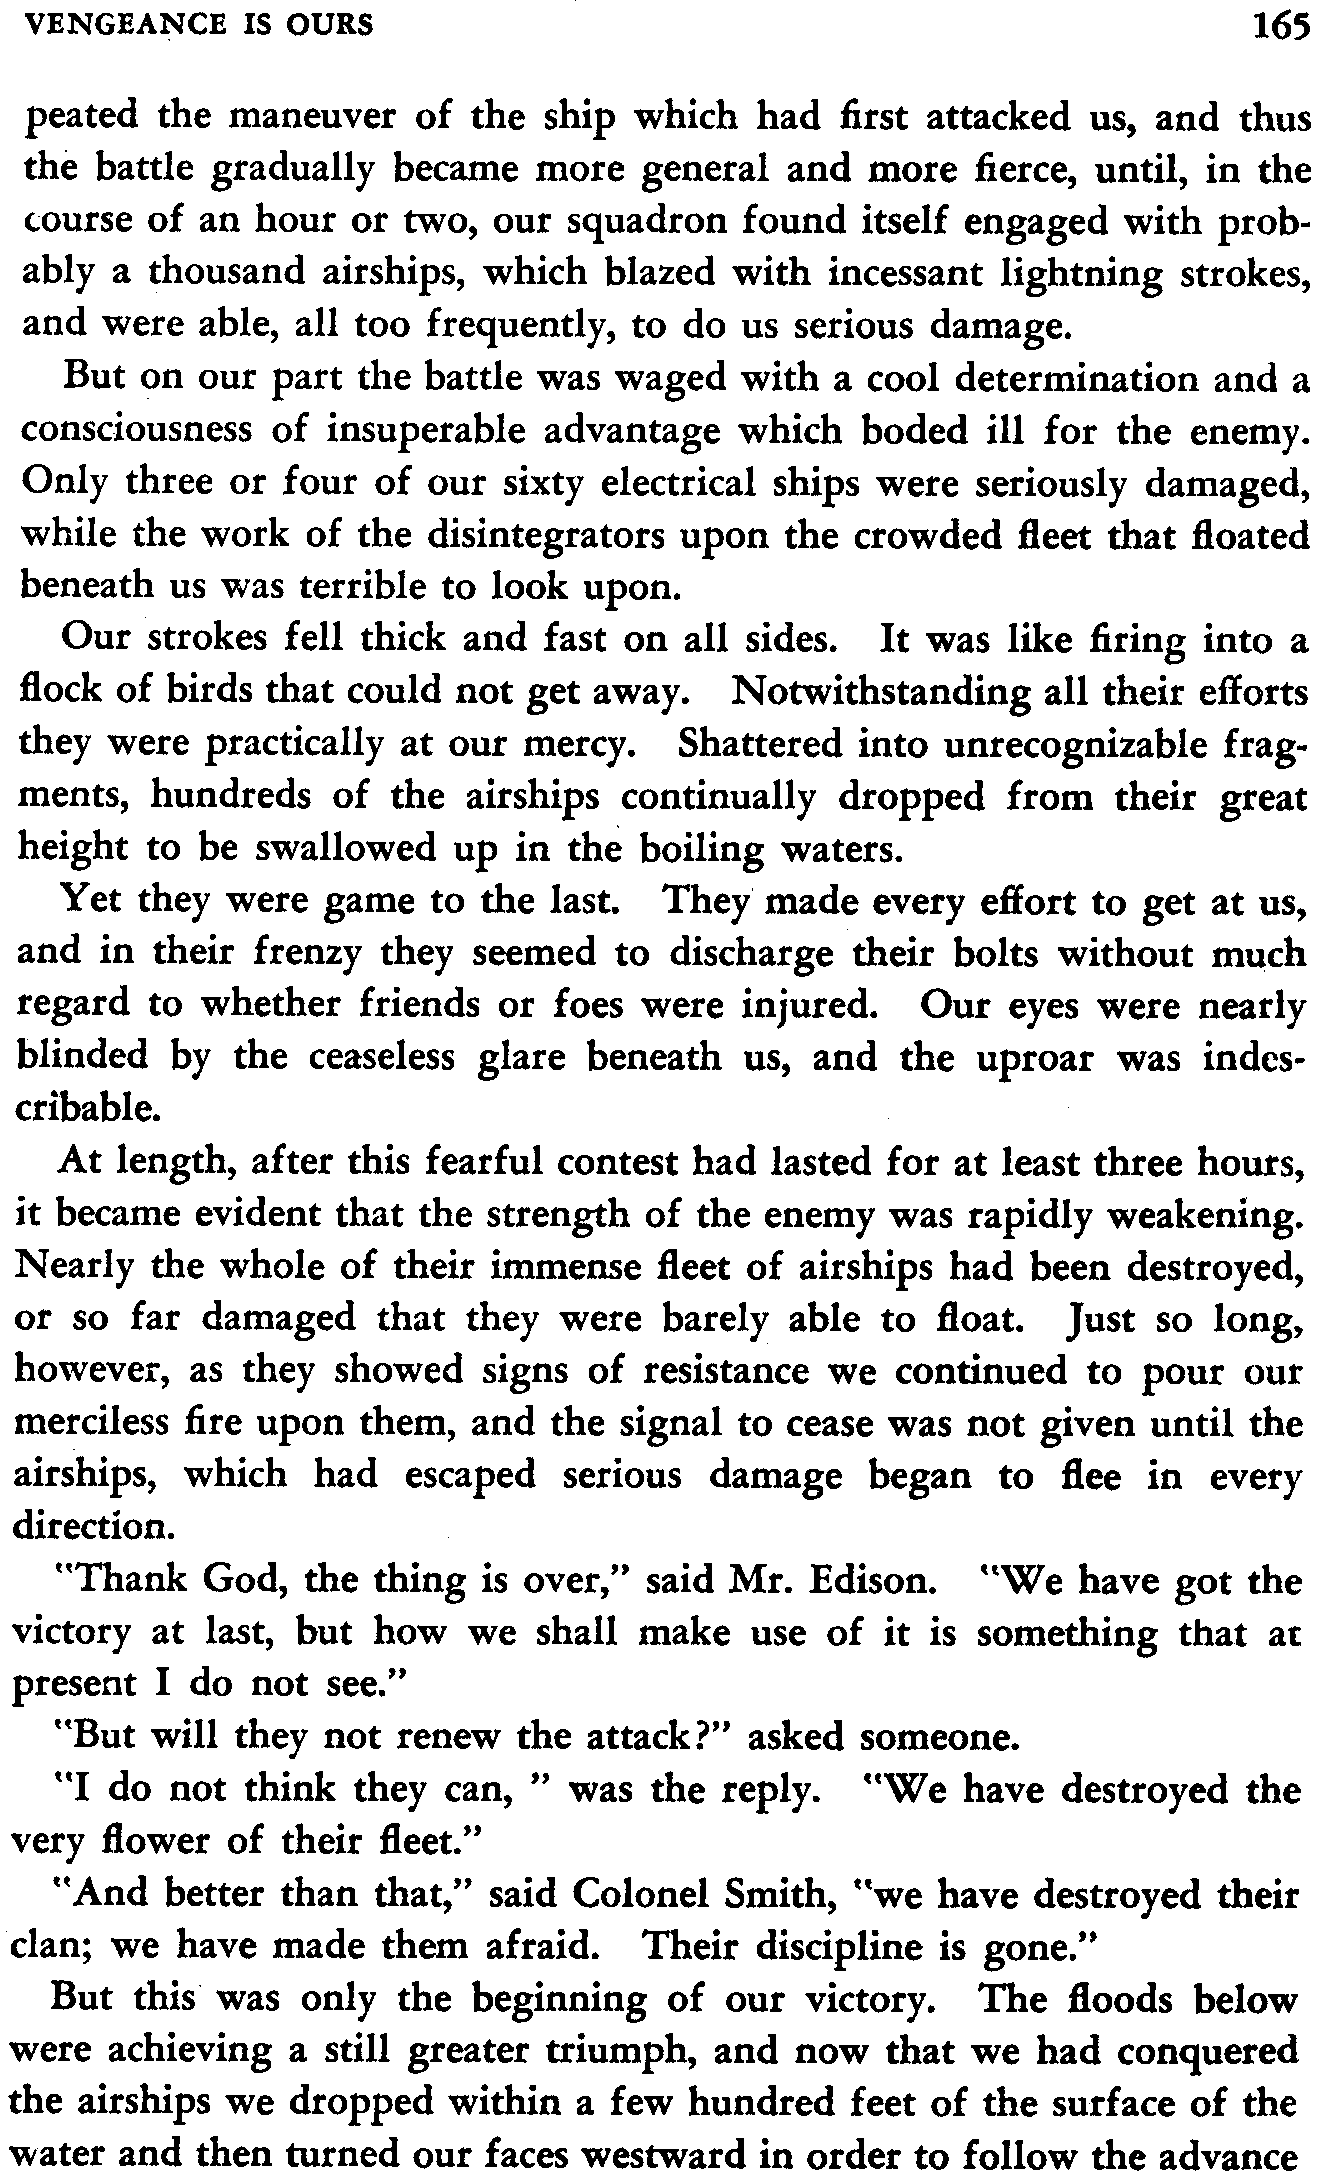 VENGEANCE IS OURS 165
peated the maneuver of the ship which had first attacked us, and thus
the battle gradually became more general and more fierce, until, in the
course of an hour or two, our squadron found itself engaged with prob-
ably a thousand airships, which blazed with incessant lightning strokes,
and were able, all too frequently, to do us serious damage.
But on our part the battle was waged with a cool determination and a
consciousness of insuperable advantage which boded ill for the enemy.
Only three or four of our sixty electrical ships were seriously damaged,
while the work of the disintegrators upon the crowded fleet that floated
beneath us was terrible to look upon.
Our strokes fell thick and fast on all sides. It was like firing into a
flock of birds that could not get away. Notwithstanding all their efforts
they were practically at our mercy. Shattered into unrecognizable frag-
ments, hundreds of the airships continually dropped from their great
height to be swallowed up in the boiling waters.
Yet they were game to the last. They made every effort to get at us,
and in their frenzy they seemed to discharge their bolts without much
regard to whether friends or foes were injured. Our eyes were nearly
blinded by the ceaseless glare beneath us, and the uproar was indes-
cribable.
At length, after this fearful contest had lasted for at least three hours,
it became evident that the strength of the enemy was rapidly weakening.
Nearly the whole of their immense fleet of airships had been destroyed,
or so far damaged that they were barely able to float. Just so long,
however, as they showed signs of resistance we continued to pour our
merciless fire upon them, and the signal to cease was not given until the
airships, which had escaped serious damage began to flee in every
direction.
"Thank God, the thing is over," said Mr. Edison. "We have got the
victory at last, but how we shall make use of it is something that at
present I do not see."
"But will they not renew the attack?" asked someone.
"I do not think they can, " was the reply. "We have destroyed the
very flower of their fleet."
"And better than that," said Colonel Smith, "we have destroyed their
clan; we have made them afraid. Their discipline is gone."
But this was only the beginning of our victory. The floods below
were achieving a still greater triumph, and now that we had conquered
the airships we dropped within a few hundred feet of the surface of the
water and then turned our faces westward in order to follow the advance